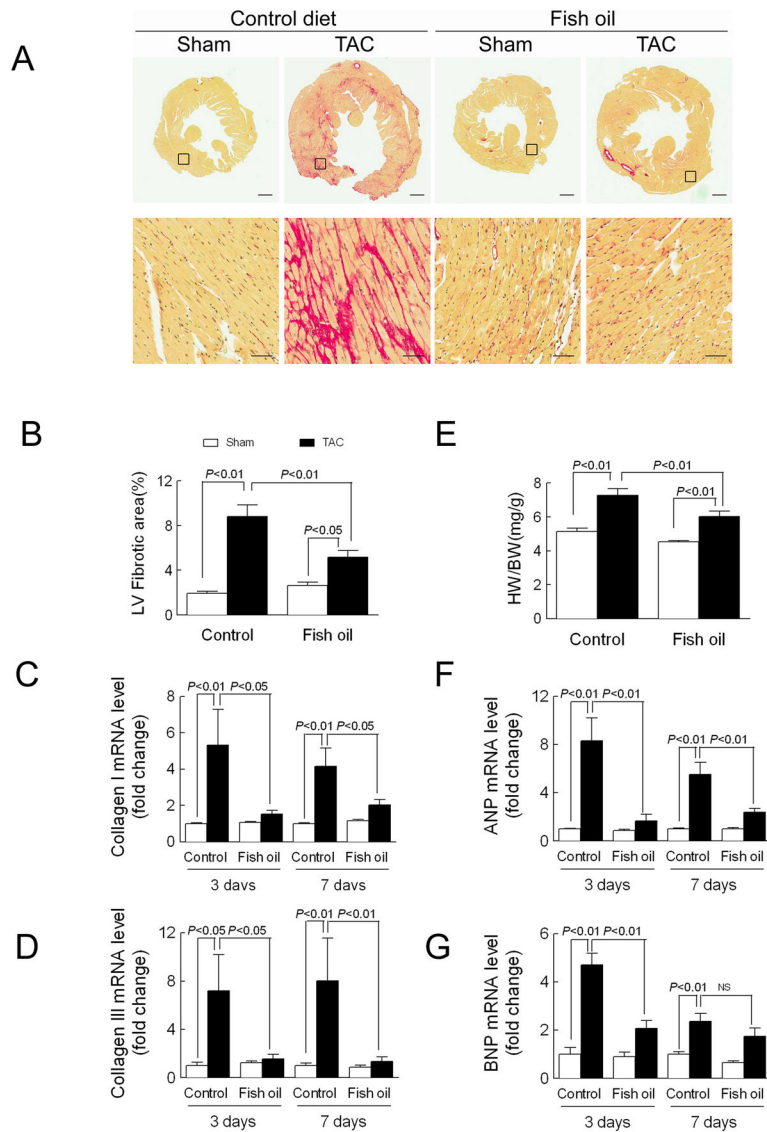 Control diet Fish oil
A Sham TAC Sham TAC
B
Sham TAC
LV Fibrotic area(%)
12
8
4
0
P<0.01 P<0.01
P<0.05
Control Fish oil
E
HW/BW(mg/g)
10
8
6
4
2
0
P<0.01 P<0.01
P<0.01
Control Fish oil
C
Collagen I mRNA level
(fold change)
8
6
4
2
0
P<0.01 P<0.05
P<0.01 P<0.05
Control Fish oil Control Fish oil
3 davs 7 davs
F
ANP mRNA level
(fold change)
12
8
4
0
P<0.01 P<0.01
P<0.01 P<0.01
Control Fish oil Control Fish oil
3 days 7 days
D
Collagen III mRNA level
(fold change)
12
8
4
0
P<0.05 P<0.05
P<0.01 P<0.01
Control Fish oil Control Fish oil
3 days 7 days
G
BNP mRNA level
(fold change)
6
4
2
0
P<0.01 P<0.01
P<0.01 NS
Control Fish oil Control Fish oil
3 days 7 days